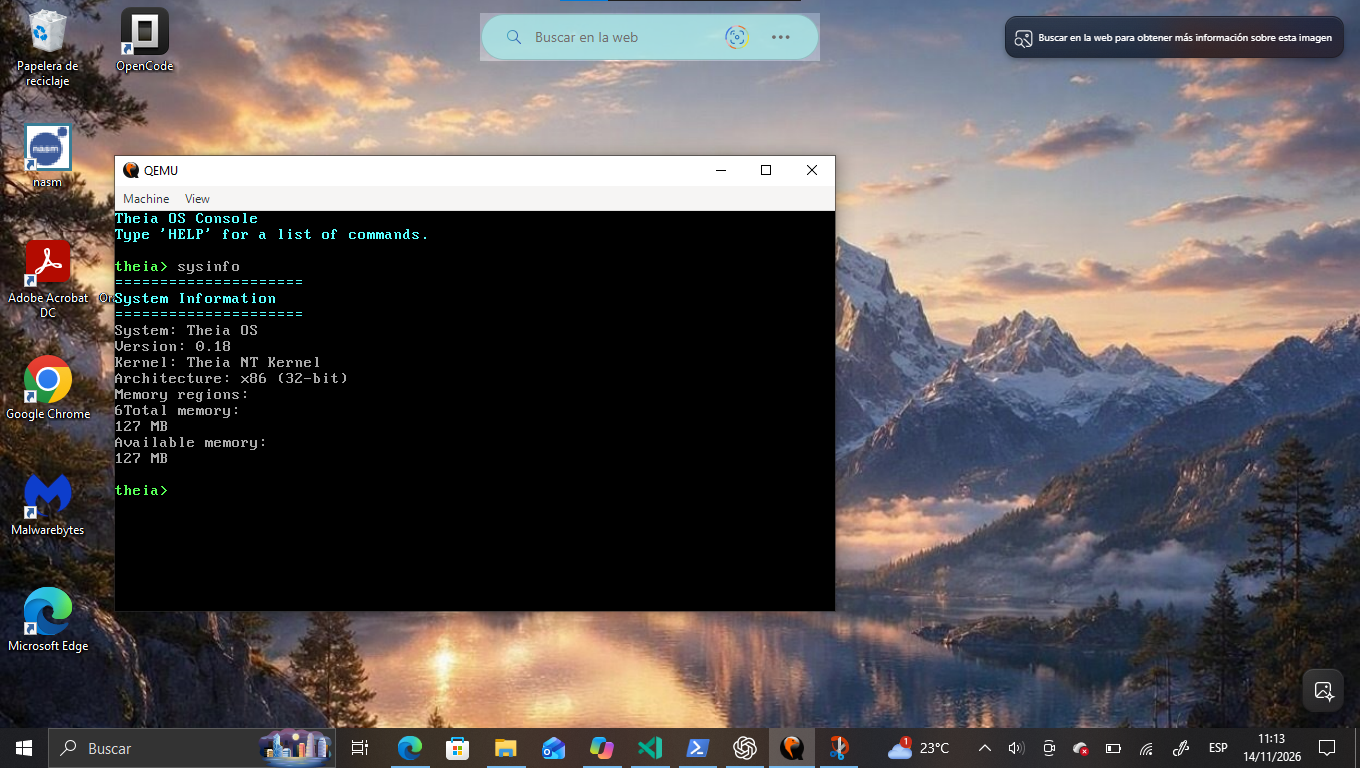 Papelera de
reciclaje
OpenCode
Buscar en la web
Buscar en la web para obtener más información sobre esta imagen
nasm
nasm
QEMU
Machine View
Theia OS Console
Type 'HELP' for a list of commands.
theia> sysinfo
=====================
System Information
=====================
System: Theia OS
Version: 0.18
Kernel: Theia NT Kernel
Architecture: x86 (32-bit)
Memory regions:
6Total memory:
127 MB
Available memory:
127 MB
theia>
Adobe Acrobat
DC
Or
Google Chrome
Malwarebytes
Microsoft Edge
Buscar
1
23°C
ESP
11:13
14/11/2026